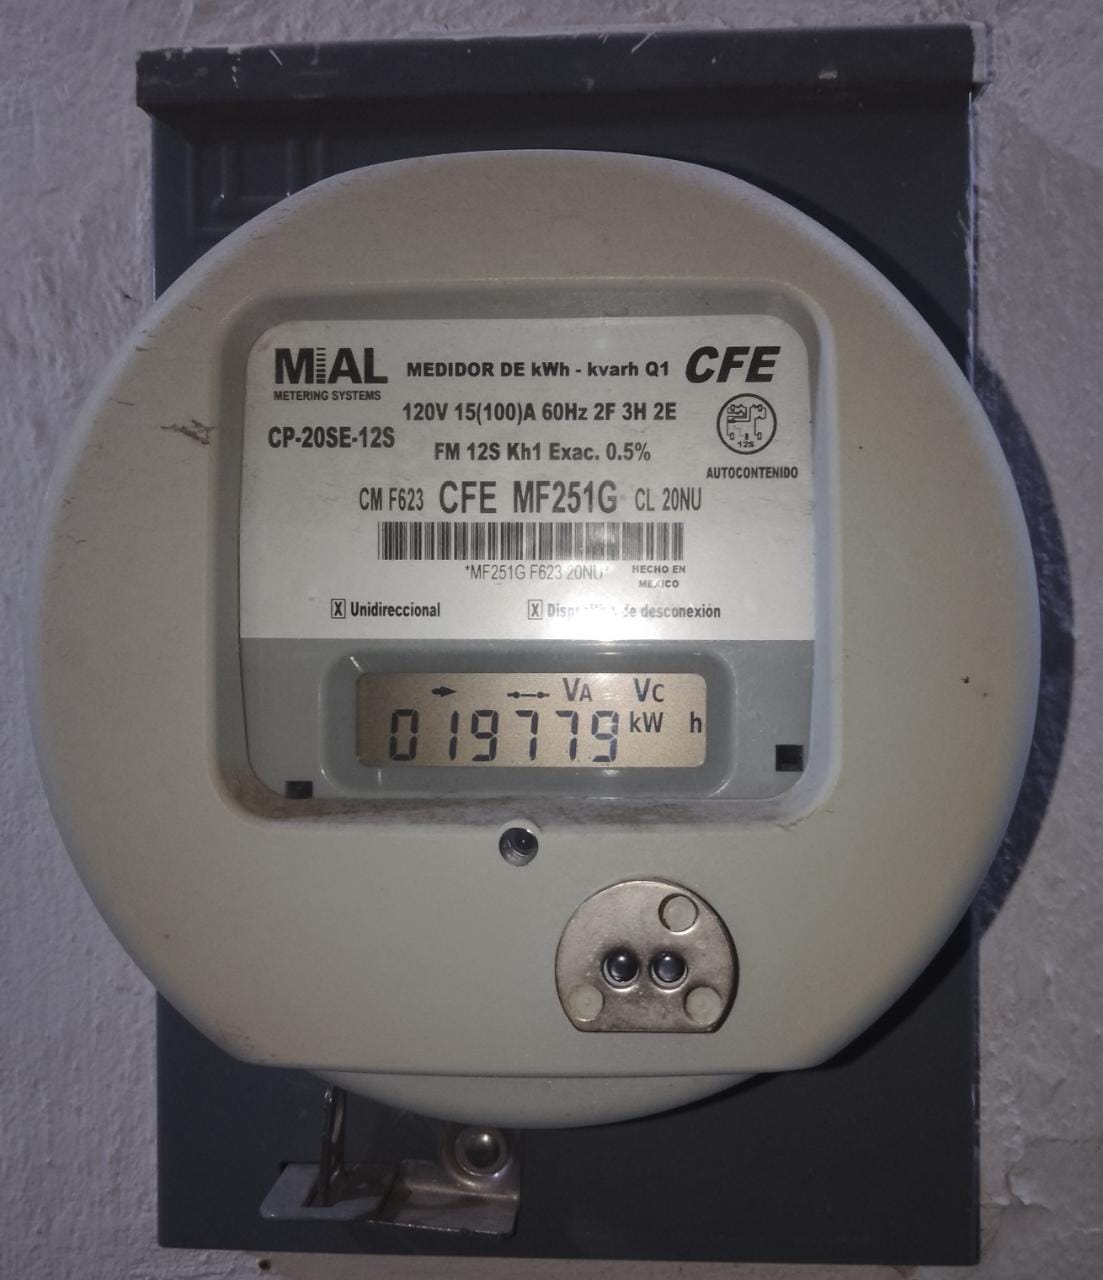 MIAL
METERING SYSTEMS
MEDIDOR DE kWh - kvarh Q1
CFE
120V 15(100)A 60Hz 2F 3H 2E
CP-20SE-12S
FM 12S Kh1 Exac. 0.5%
12S
AUTOCONTENIDO
CM F623 CFE MF251G CL 20NU
*MF251G F623 20NU*
HECHO EN
MEXICO
X Unidireccional
X de desconexión
VA VC
019779 kW h